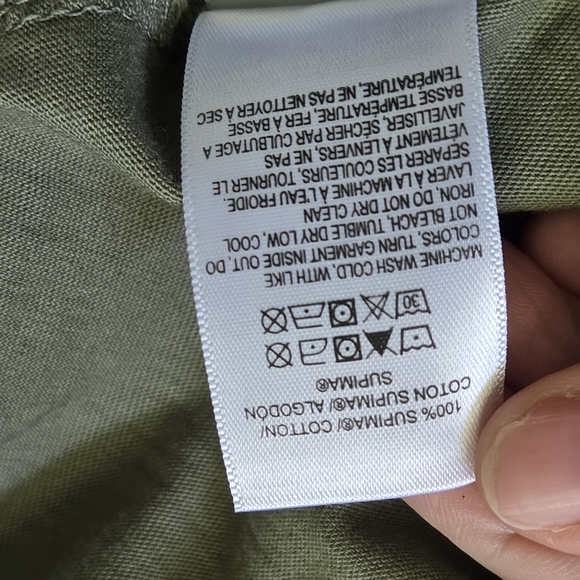 100% SUPIMA®/ COTTON/
COTON SUPIMA®/ ALGODÓN
SUPIMA®
30
MACHINE WASH COLD, WITH LIKE
COLORS, TURN GARMENT INSIDE OUT, DO
NOT BLEACH, TUMBLE DRY LOW, COOL
IRON, DO NOT DRY CLEAN
LAVER À LA MACHINE À L'EAU FROIDE,
SÉPARER LES COULEURS, TOURNER LE
VÊTEMENT À L'ENVERS, NE PAS
JAVELLISER, SÉCHER PAR CULBUTAGE À
BASSE TEMPÉRATURE, FER À BASSE
TEMPÉRATURE, NE PAS NETTOYER À SEC